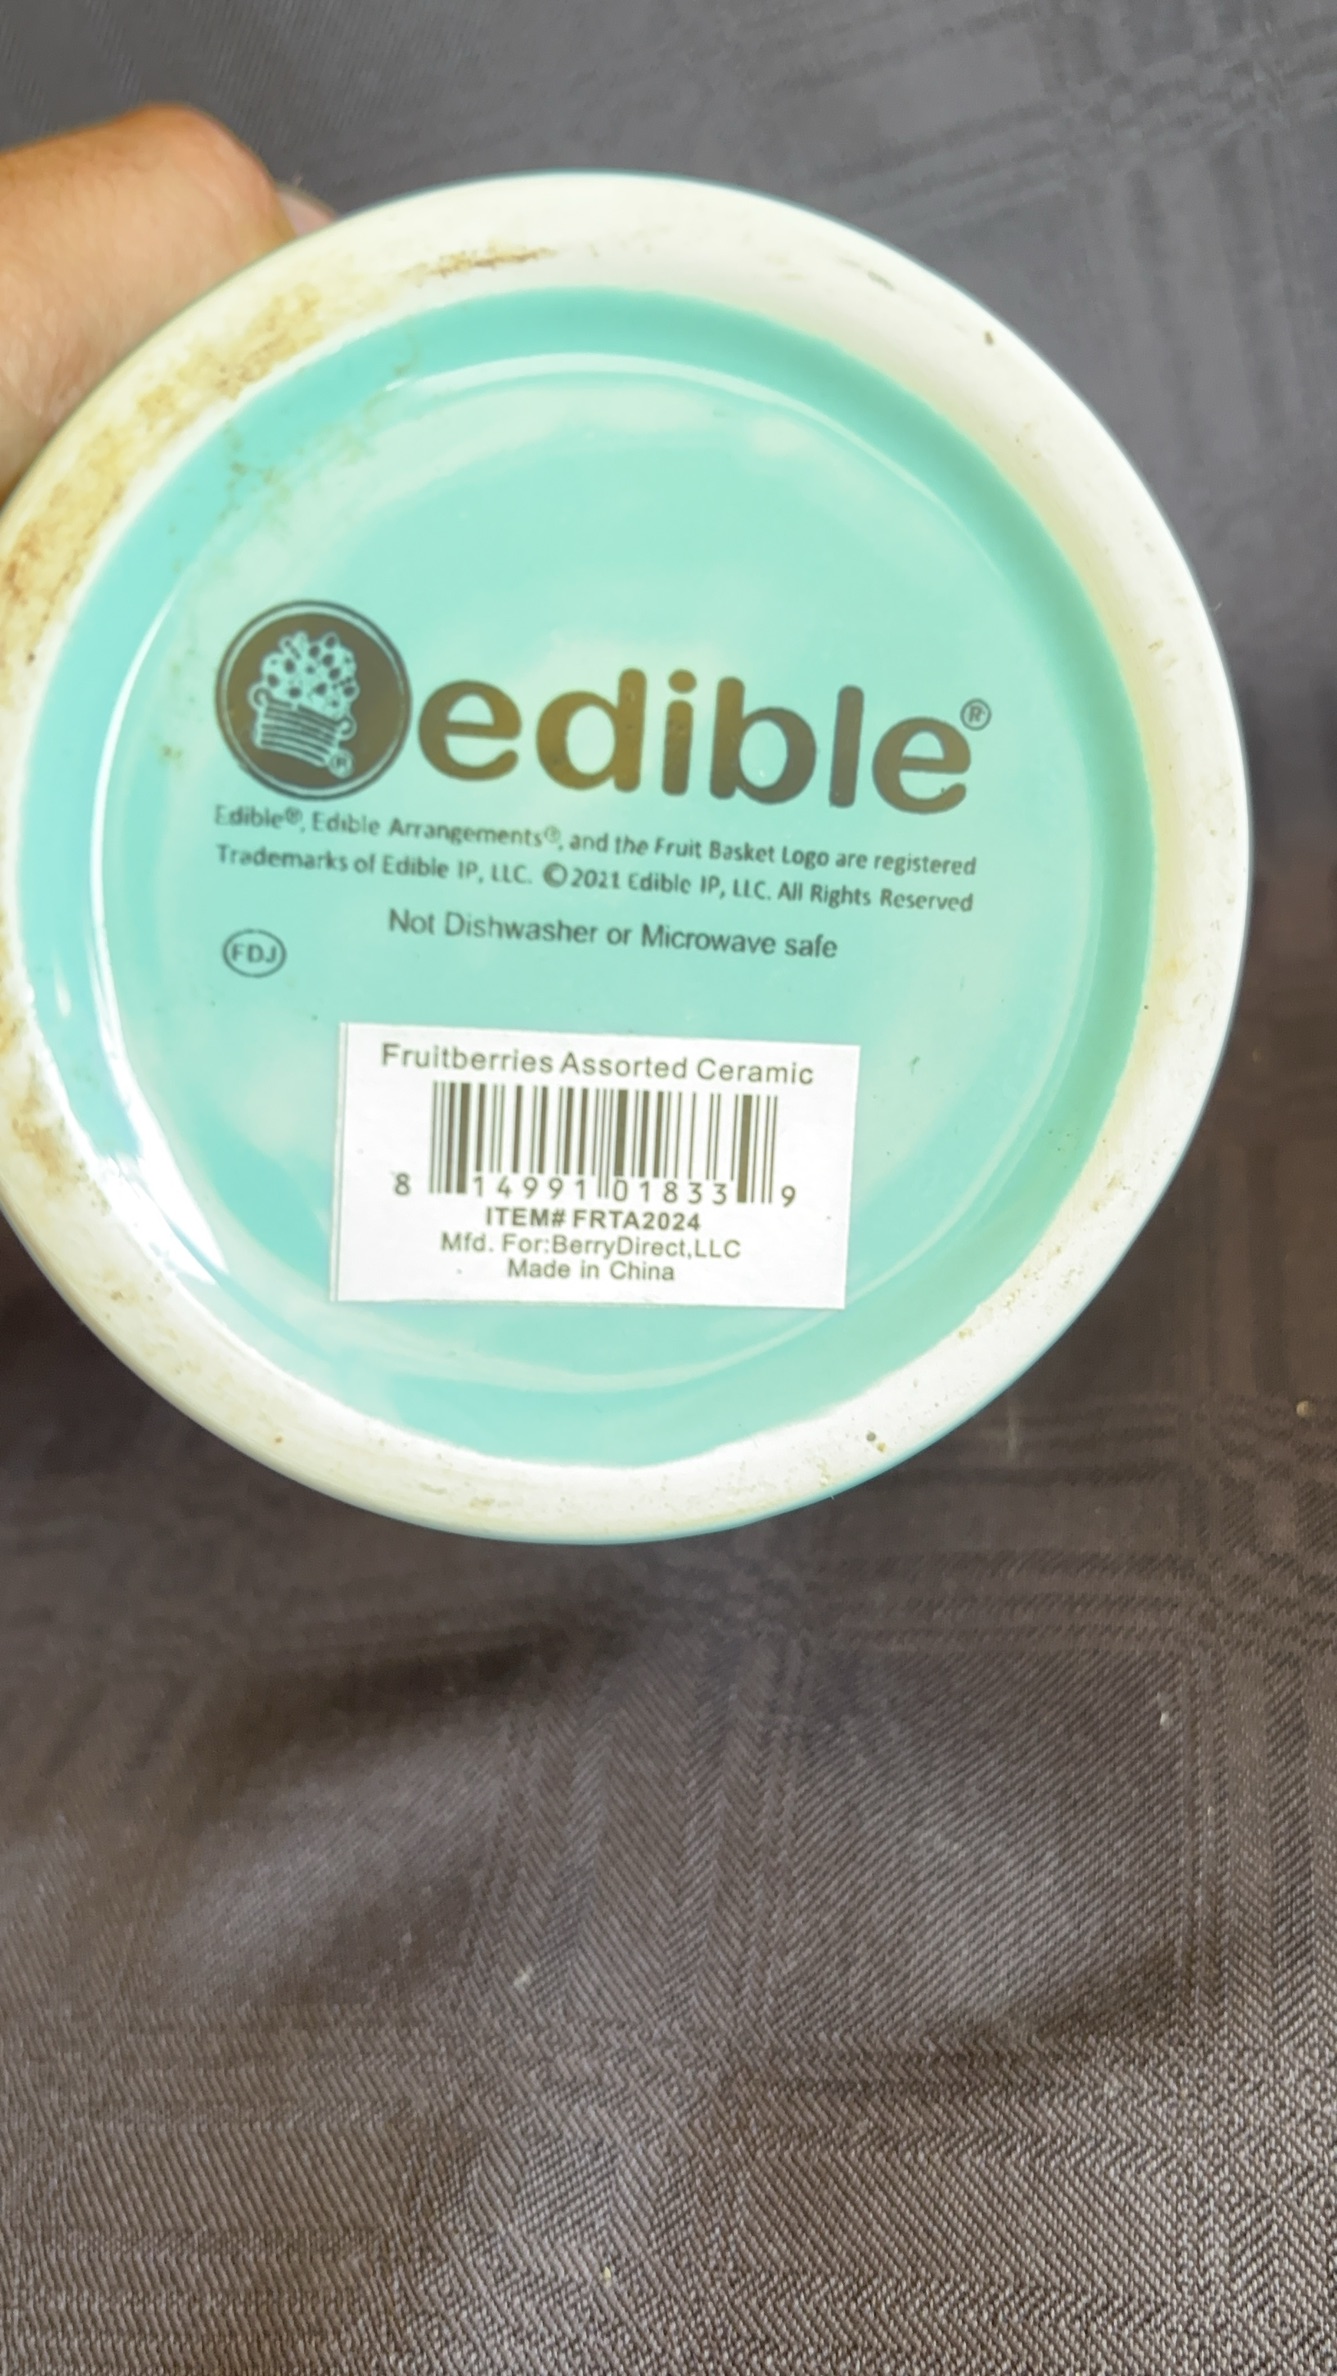 edible®
Edible®, Edible Arrangements®, and the Fruit Basket Logo are registered
Trademarks of Edible IP, LLC. ©2021 Edible IP, LLC. All Rights Reserved
Not Dishwasher or Microwave safe
FDJ
Fruitberries Assorted Ceramic
8 14991 01833 9
ITEM# FRTA2024
Mfd. For:BerryDirect,LLC
Made in China